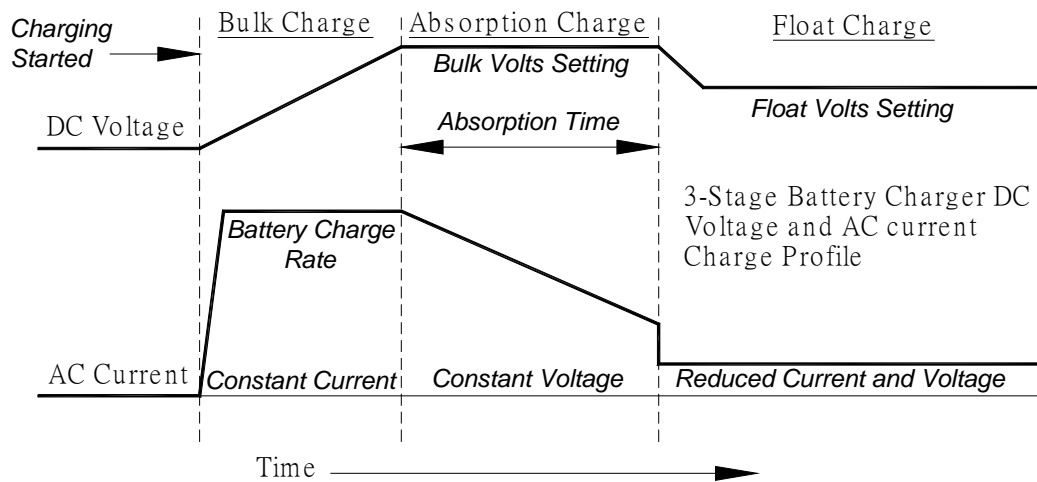 Charging
Started
Bulk Charge
Absorption Charge
Float Charge
Bulk Volts Setting
Float Volts Setting
DC Voltage
Absorption Time
3-Stage Battery Charger DC
Voltage and AC current
Charge Profile
Battery Charge
Rate
AC Current
Constant Current
Constant Voltage
Reduced Current and Voltage
Time